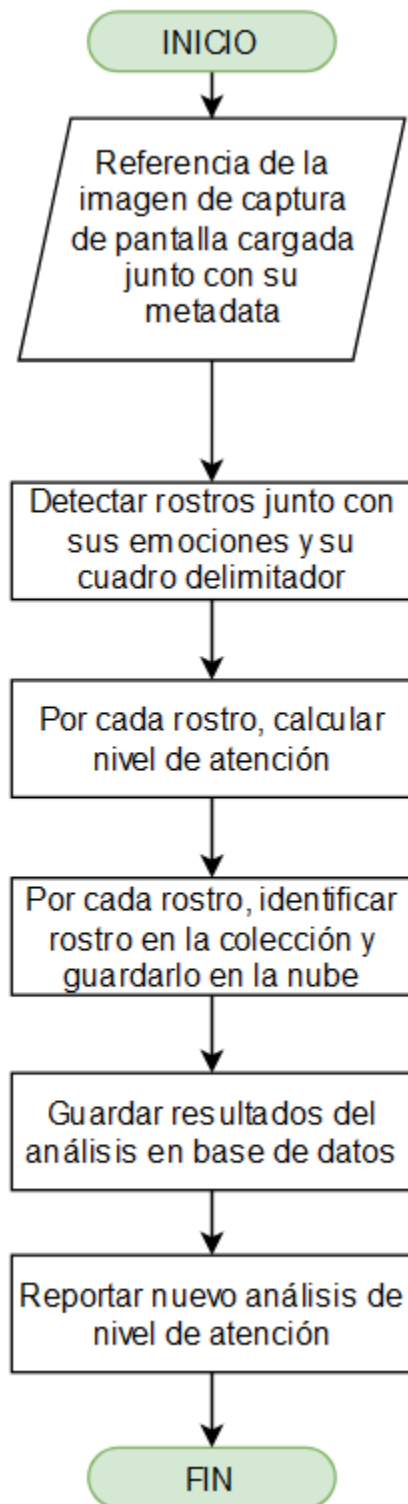 INICIO
Referencia de la
imagen de captura
de pantalla cargada
junto con su
metadata
Detectar rostros junto con
sus emociones y su
cuadro delimitador
Por cada rostro, calcular
nivel de atención
Por cada rostro, identificar
rostro en la colección y
guardarlo en la nube
Guardar resultados del
análisis en base de datos
Reportar nuevo análisis de
nivel de atención
FIN